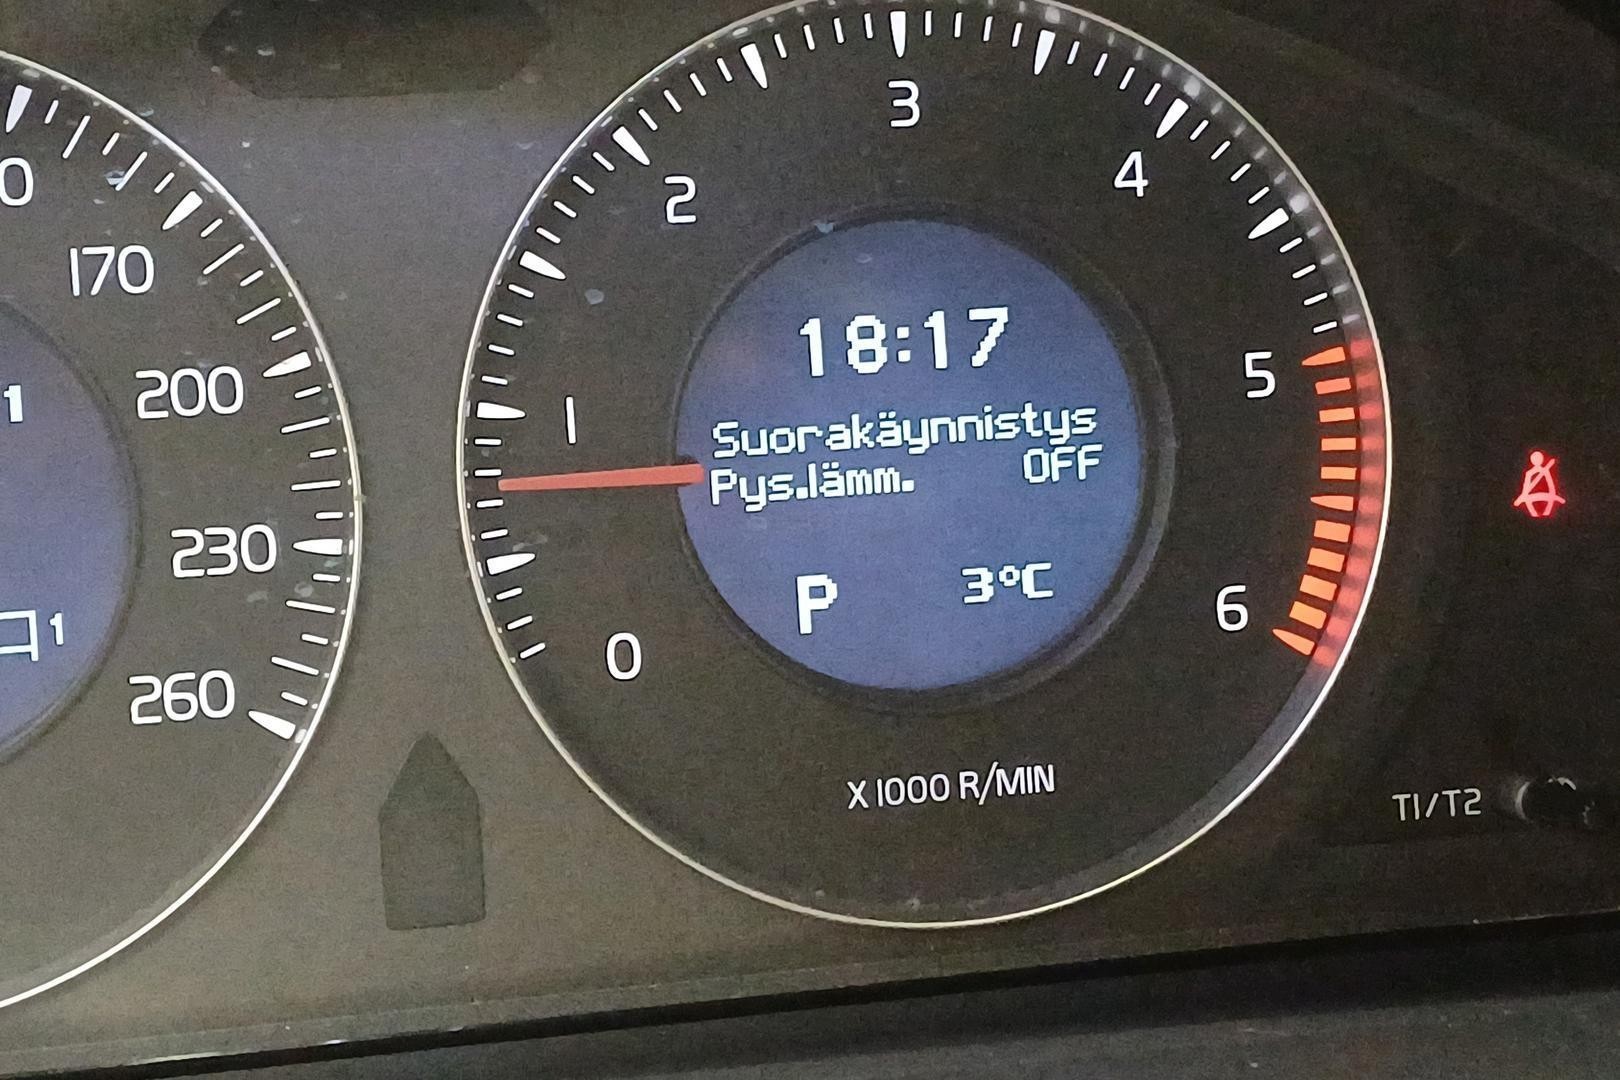 170
200
230
260
1
1
0
1
2
3
4
5
6
18:17
Suorakäynnistys
Pys.lämm. OFF
P 3°C
X 1000 R/MIN
T1/T2